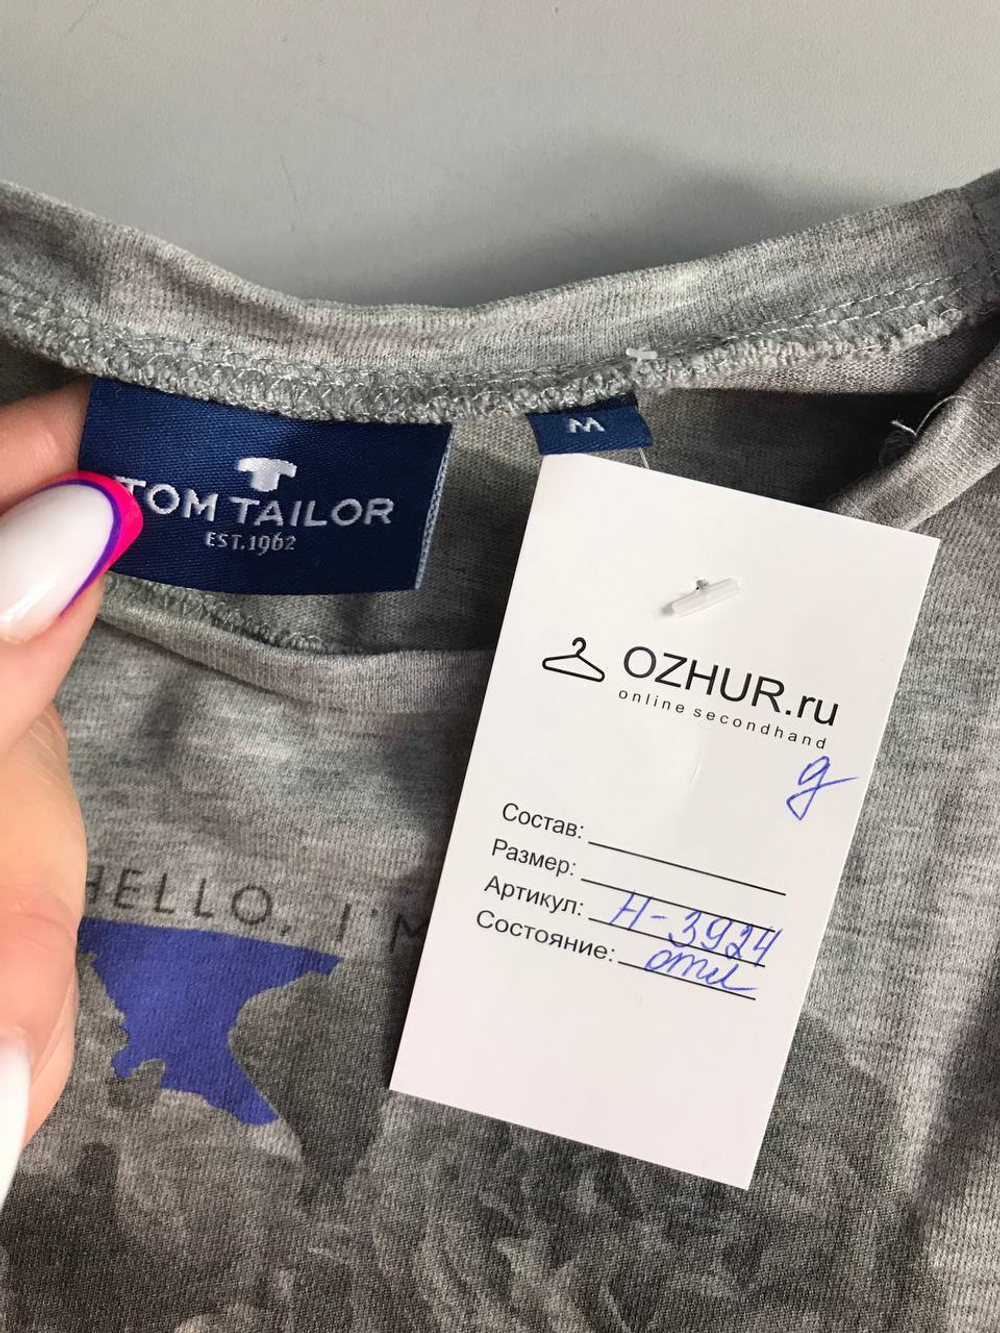 M
TOM TAILOR
EST.1962
OZHUR.ru
online secondhand
д
Состав:
Размер:
Артикул: Н-3924
Состояние: отл
HELLO, I'M